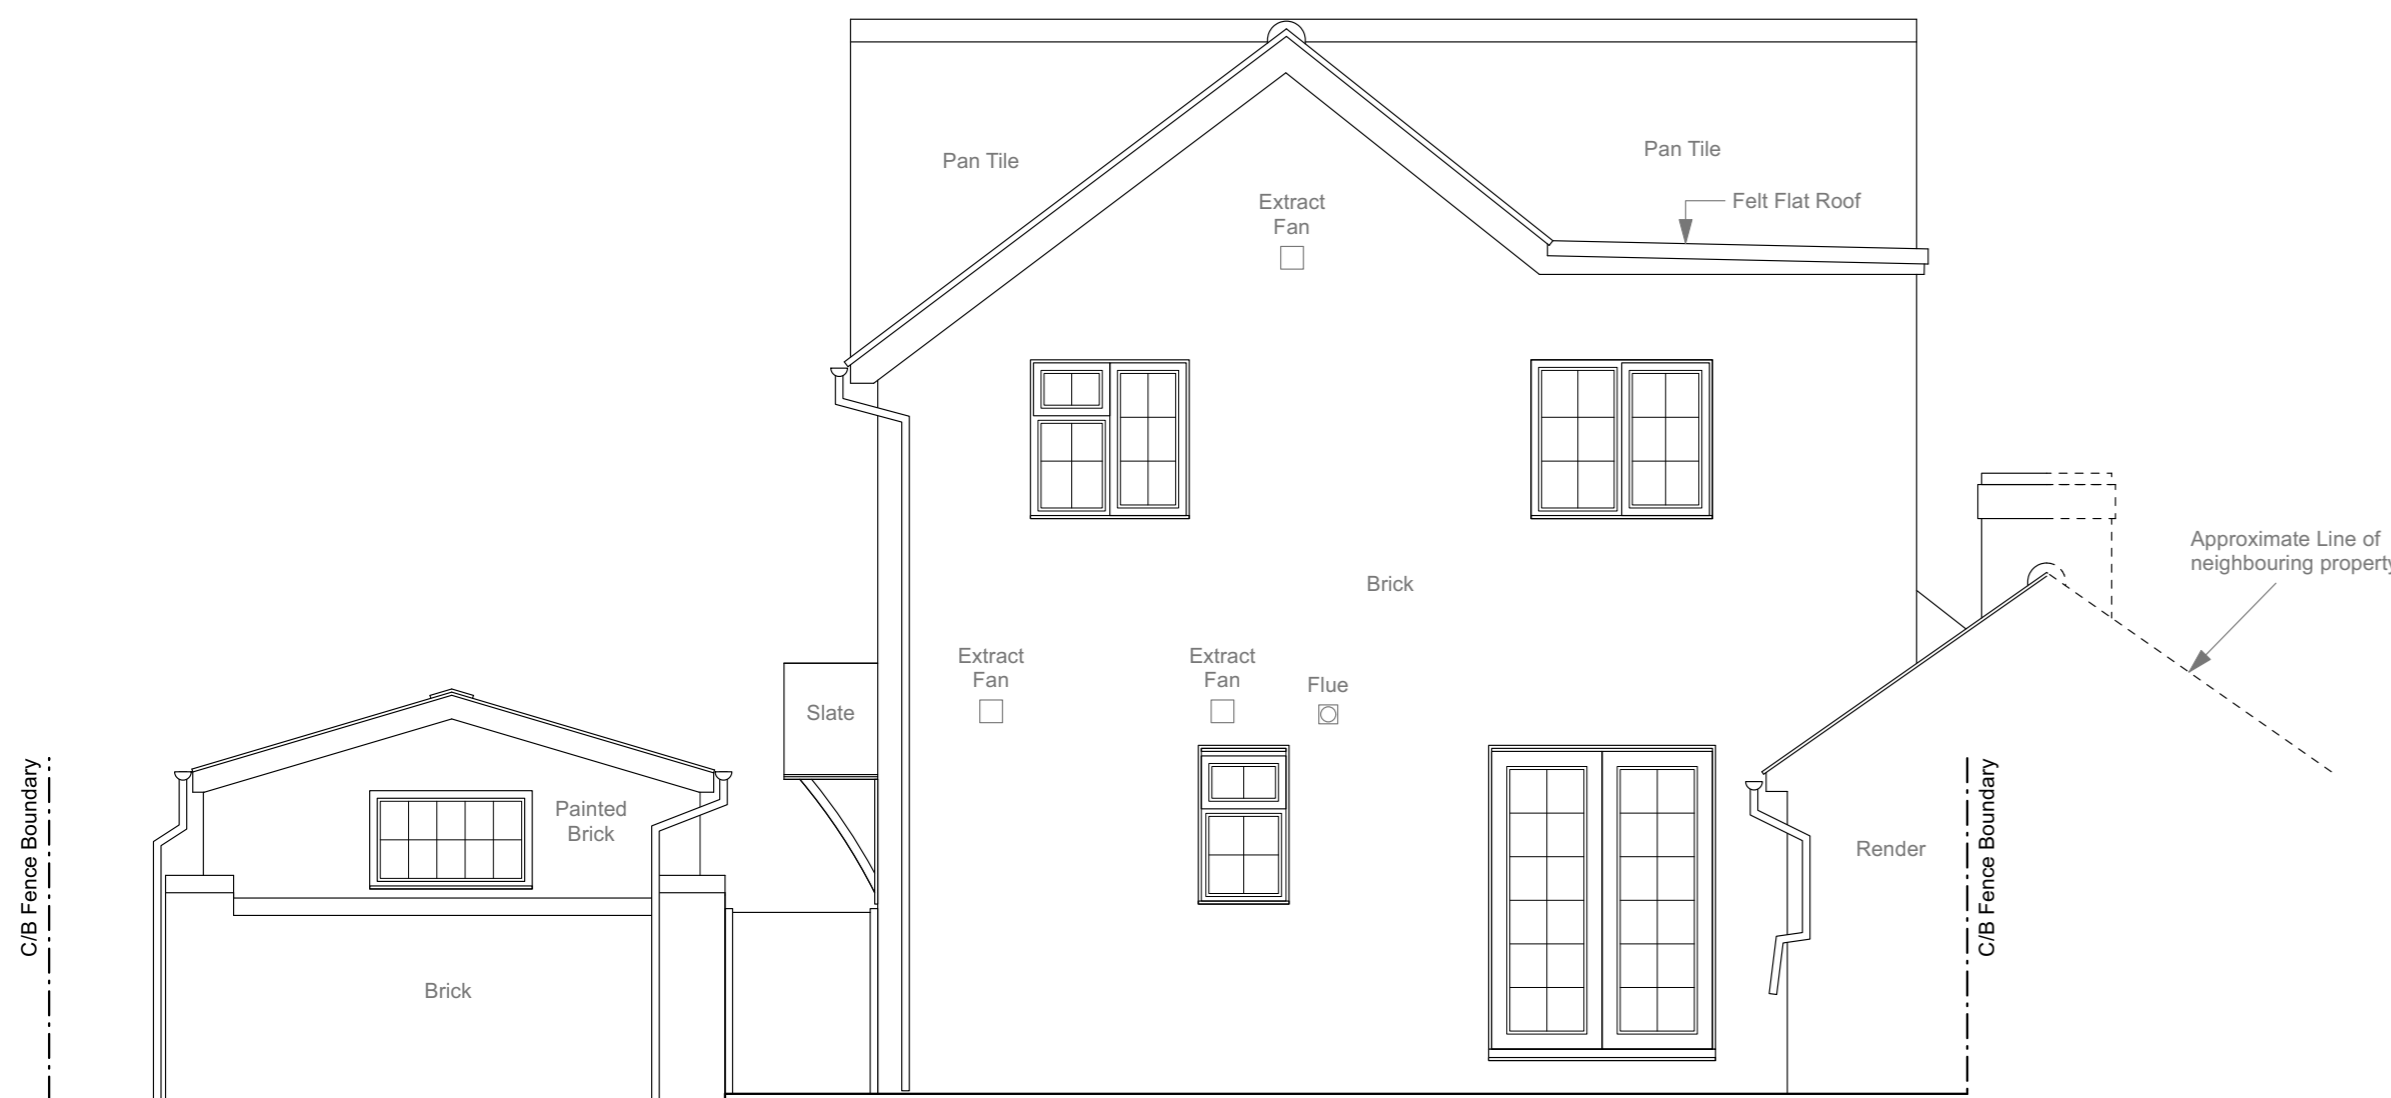 Pan Tile
Pan Tile
Extract
Fan
Felt Flat Roof
Approximate Line of
neighbouring property
Brick
Extract
Fan
Extract
Fan
Flue
Slate
C/B Fence Boundary
Painted
Brick
Render
C/B Fence Boundary
Brick